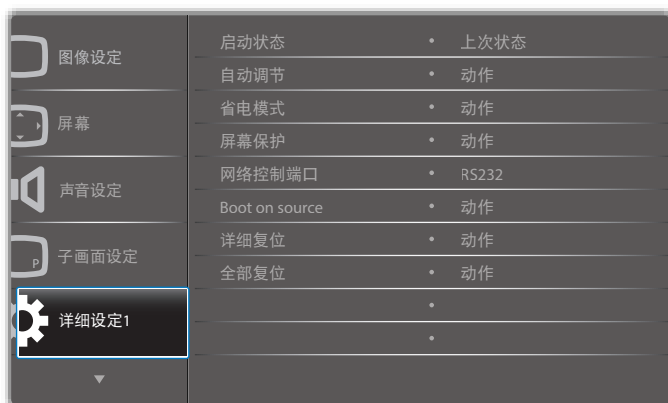 图像设定
屏幕
声音设定
P
子画面设定
详细设定1
启动状态 • 上次状态
自动调节 • 动作
省电模式 • 动作
屏幕保护 • 动作
网络控制端口 • RS232
Boot on source • 动作
详细复位 • 动作
全部复位 • 动作
•
•